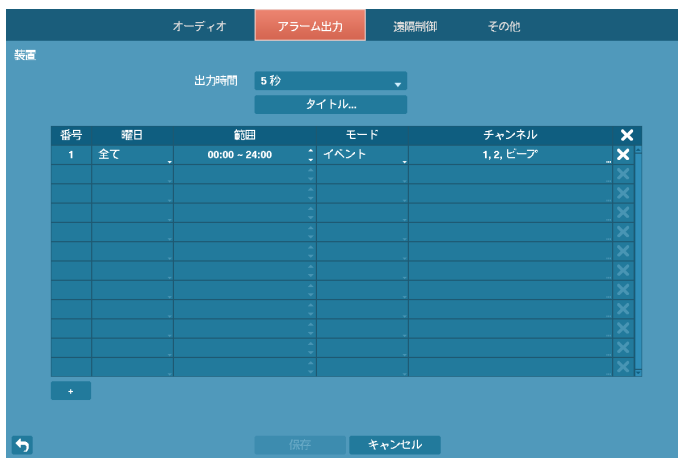 オーディオ アラーム出力 遠隔制御 その他
装置
出力時間 5 秒
タイトル...
番号 曜日 範囲 モード チャンネル
1 全て 00:00 ~ 24:00 イベント 1, 2, ビープ ...
+
保存 キャンセル